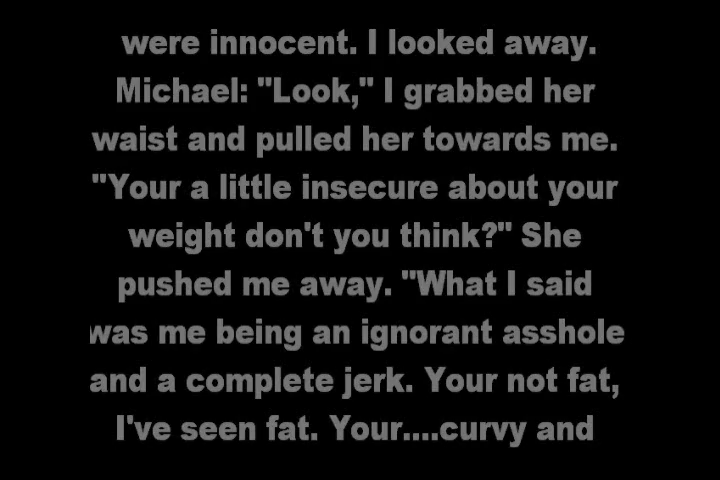 were innocent. I looked away.
Michael: "Look," I grabbed her
waist and pulled her towards me.
"Your a little insecure about your
weight don't you think?" She
pushed me away. "What I said
was me being an ignorant asshole
and a complete jerk. Your not fat,
I've seen fat. Your....curvy and